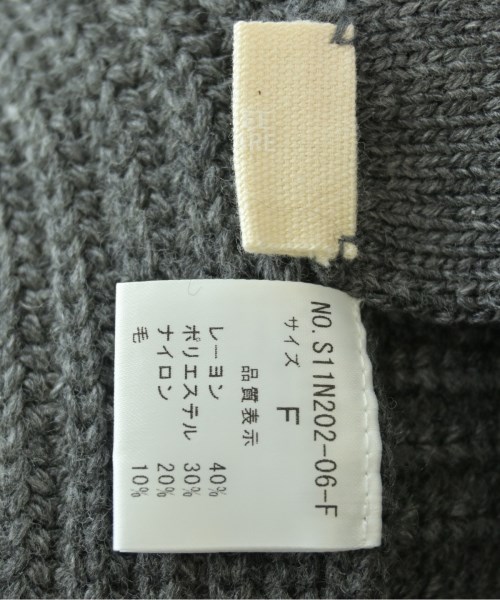 NO. S11N202-06-F
サイズ F
品質表示
レーヨン 40%
ポリエステル 30%
ナイロン 20%
毛 10%